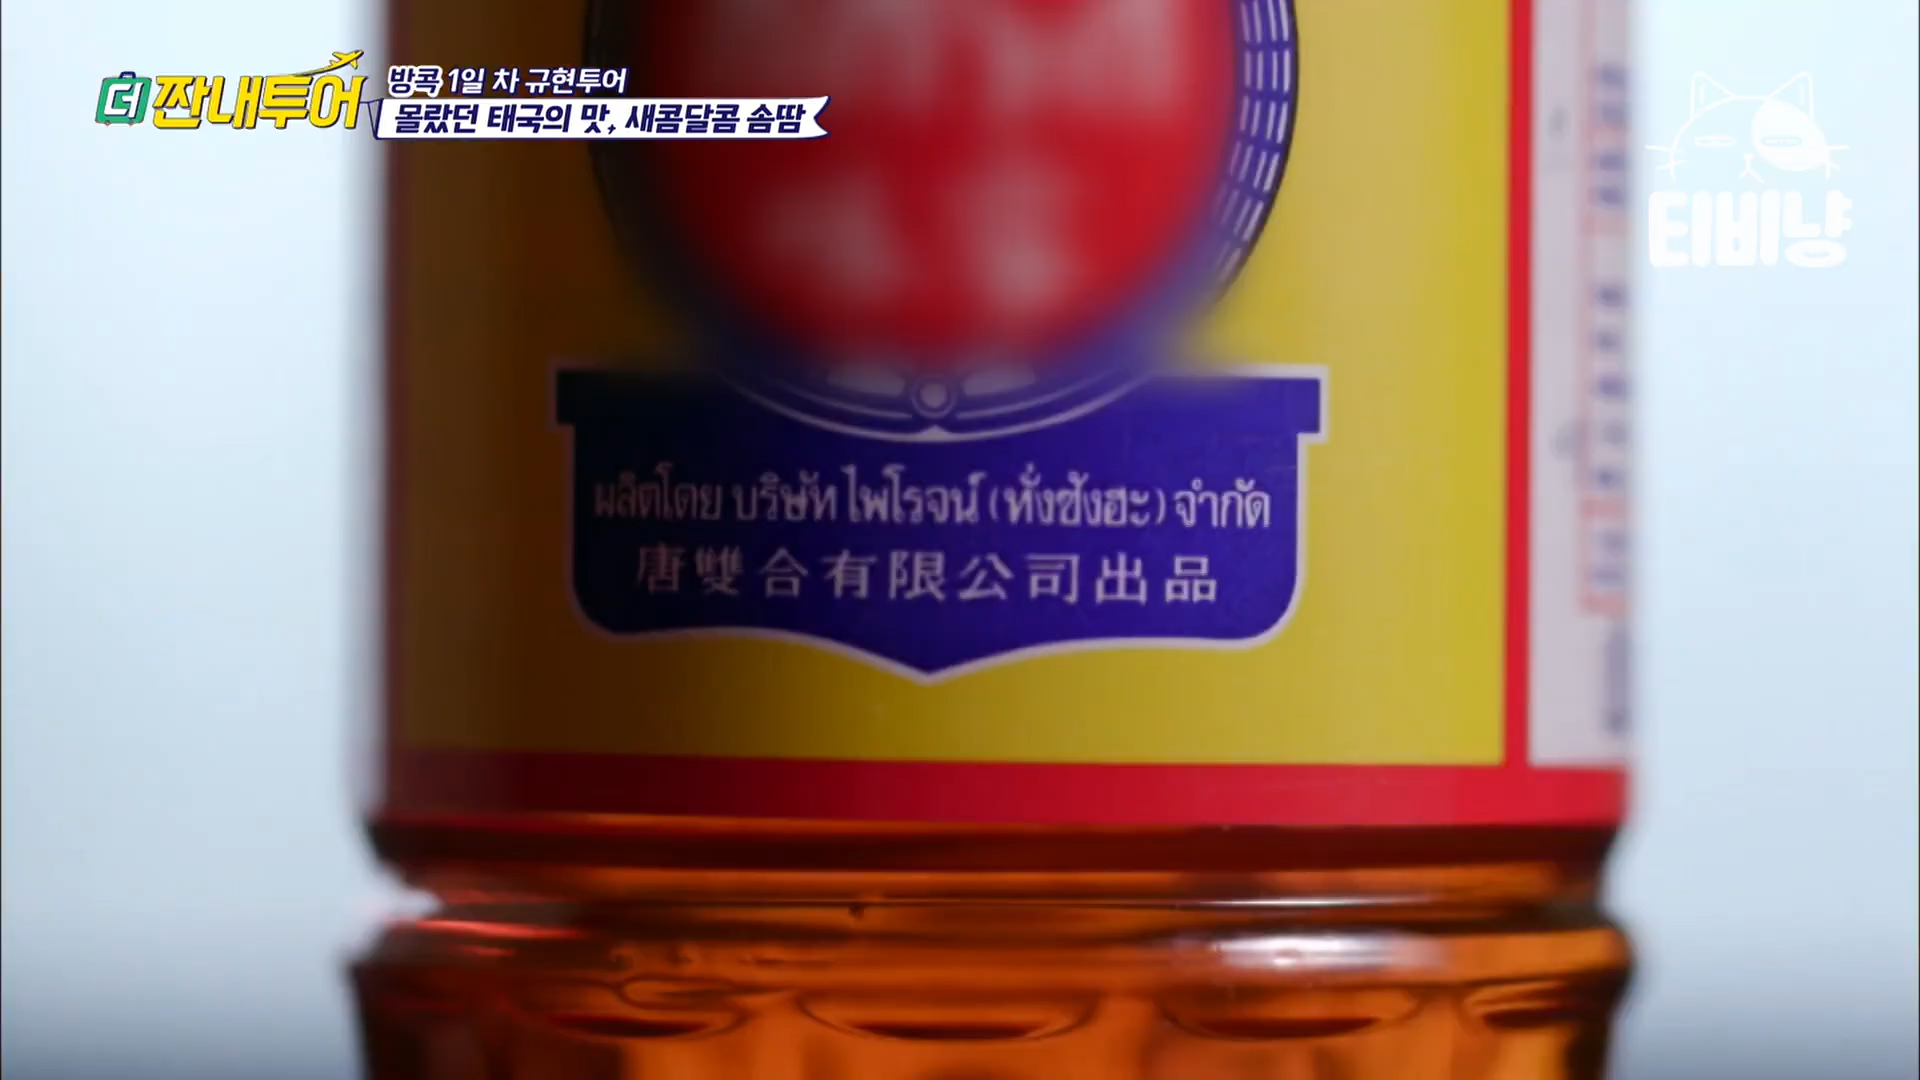 더 짠내투어
방콕 1일 차 규현투어
몰랐던 태국의 맛, 새콤달콤 솜땀
티비냥
ผลิตโดย บริษัท ไพโรจน์ (ทั่งซังฮะ) จำกัด
唐雙合有限公司出品